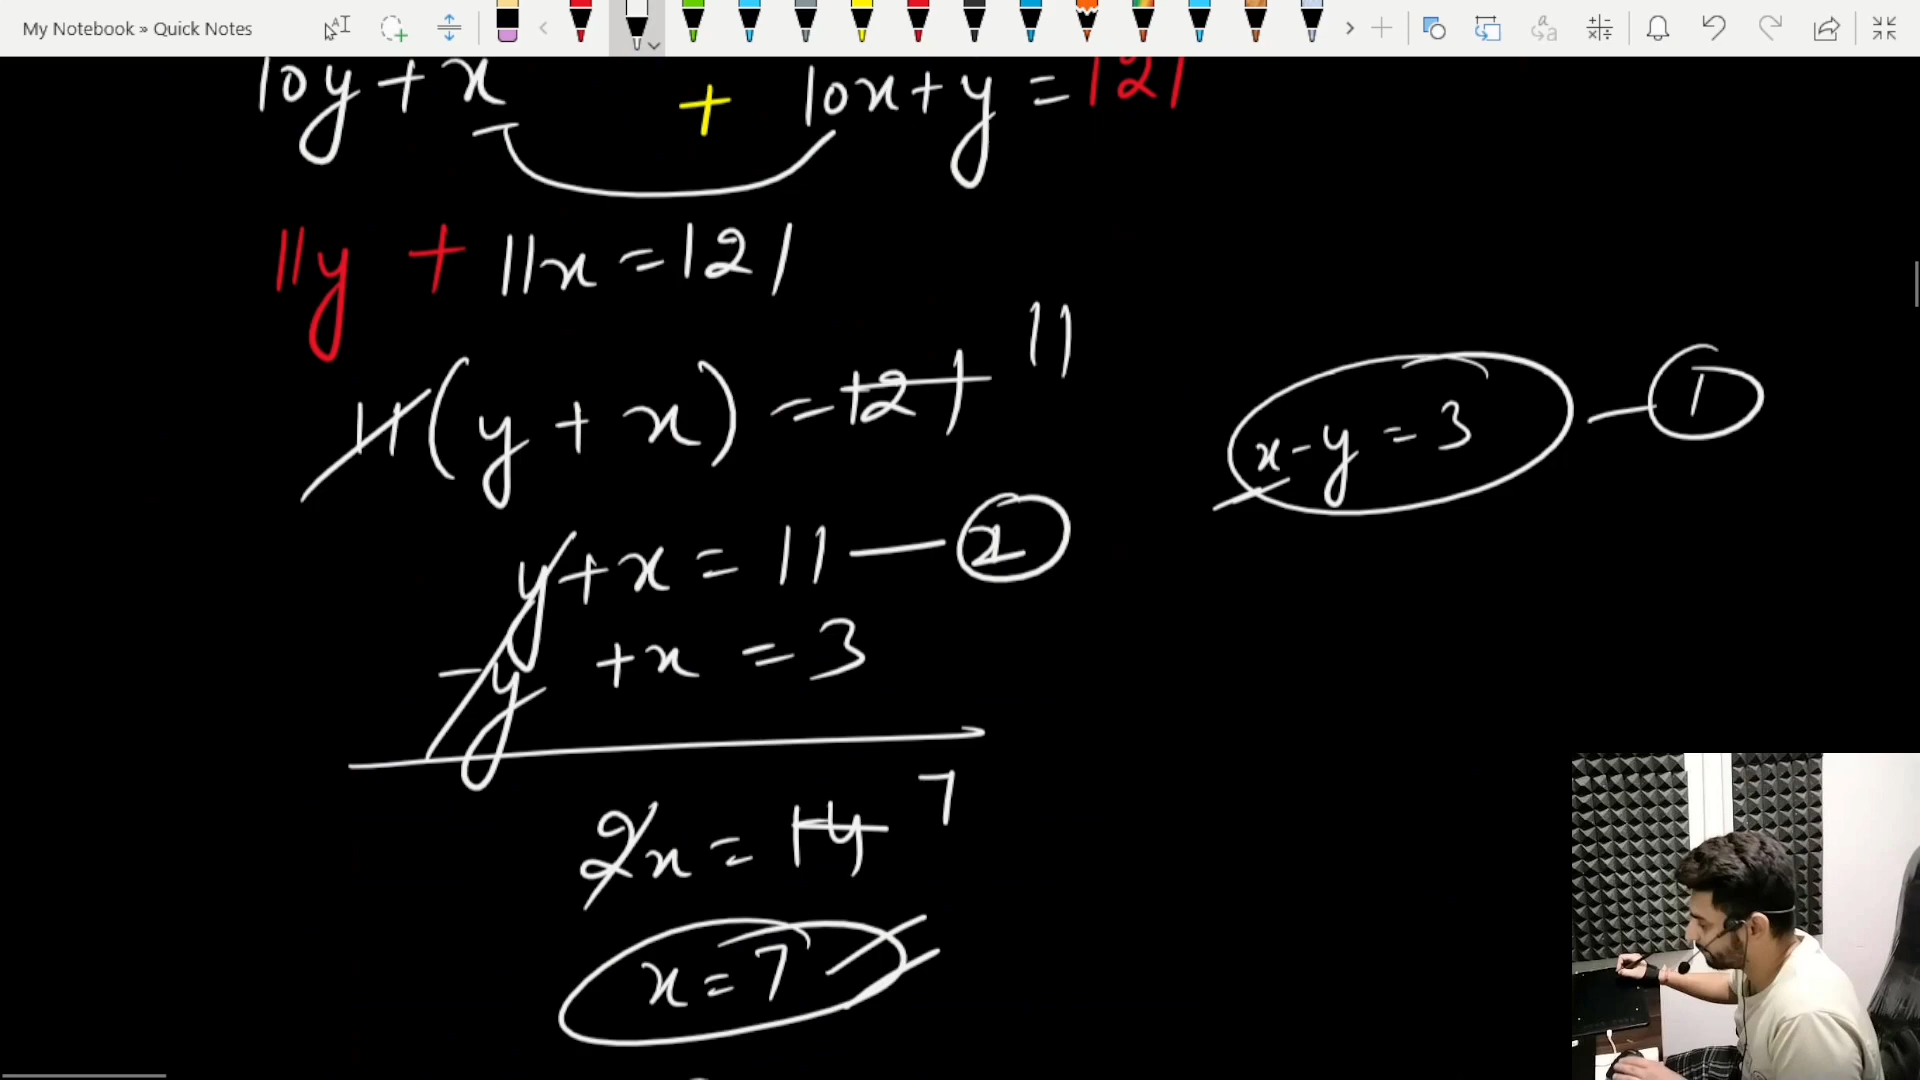 My Notebook » Quick Notes
10y + x + 10x + y = 121
11y + 11x = 121
11(y + x) = 121 11
x - y = 3 — 1
y + x = 11 — 2
-y + x = 3
2x = 14 7
x = 7